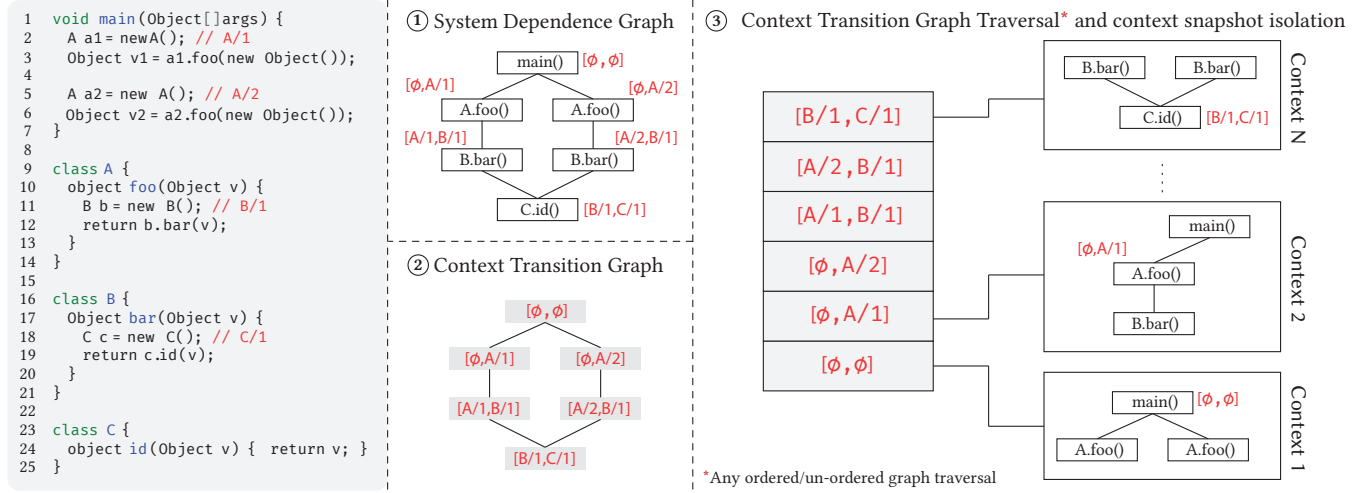 1 void main(Object[]args) {
2 A a1= newA(); // A/1
3 Object v1= a1.foo(new Object());
4
5 A a2= new A(); // A/2
6 Object v2= a2.foo(new Object());
7 }
8
9 class A {
10 object foo(Object v) {
11 B b= new B(); // B/1
12 return b.bar(v);
13 }
14 }
15
16 class B {
17 Object bar(Object v) {
18 C c= new C(); // C/1
19 return c.id(v);
20 }
21 }
22
23 class C {
24 object id(Object v) { return v; }
25 }
① System Dependence Graph
main() [ϕ,ϕ]
[ϕ,A/1] [ϕ,A/2]
A.foo() A.foo()
[A/1,B/1] [A/2,B/1]
B.bar() B.bar()
C.id() [B/1,C/1]
② Context Transition Graph
[ϕ,ϕ]
[ϕ,A/1] [ϕ,A/2]
[A/1,B/1] [A/2,B/1]
[B/1,C/1]
③ Context Transition Graph Traversal* and context snapshot isolation
[B/1,C/1]
[A/2,B/1]
[A/1,B/1]
[ϕ,A/2]
[ϕ,A/1]
[ϕ,ϕ]
B.bar() B.bar()
C.id() [B/1,C/1]
Context N
main()
[ϕ,A/1]
A.foo()
B.bar()
Context 2
main() [ϕ,ϕ]
A.foo() A.foo()
Context 1
*Any ordered/un-ordered graph traversal